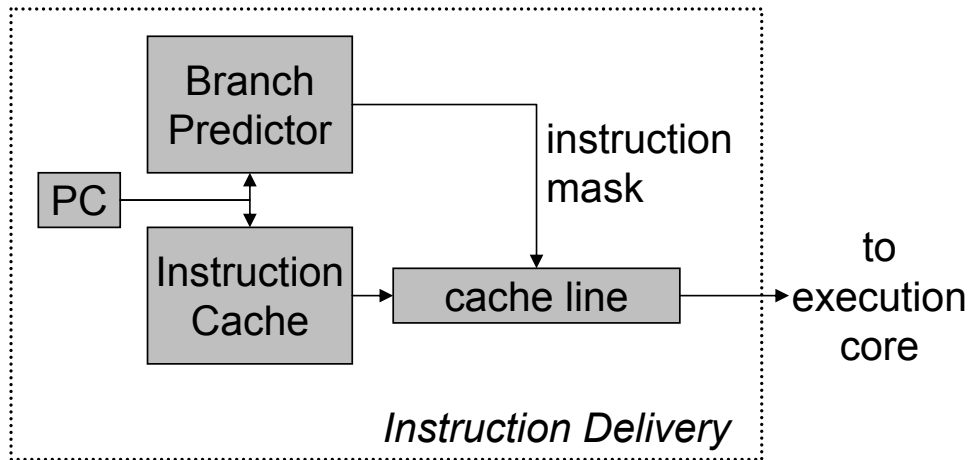 Branch
Predictor
instruction
mask
PC
Instruction
Cache
cache line
to
execution
core
Instruction Delivery